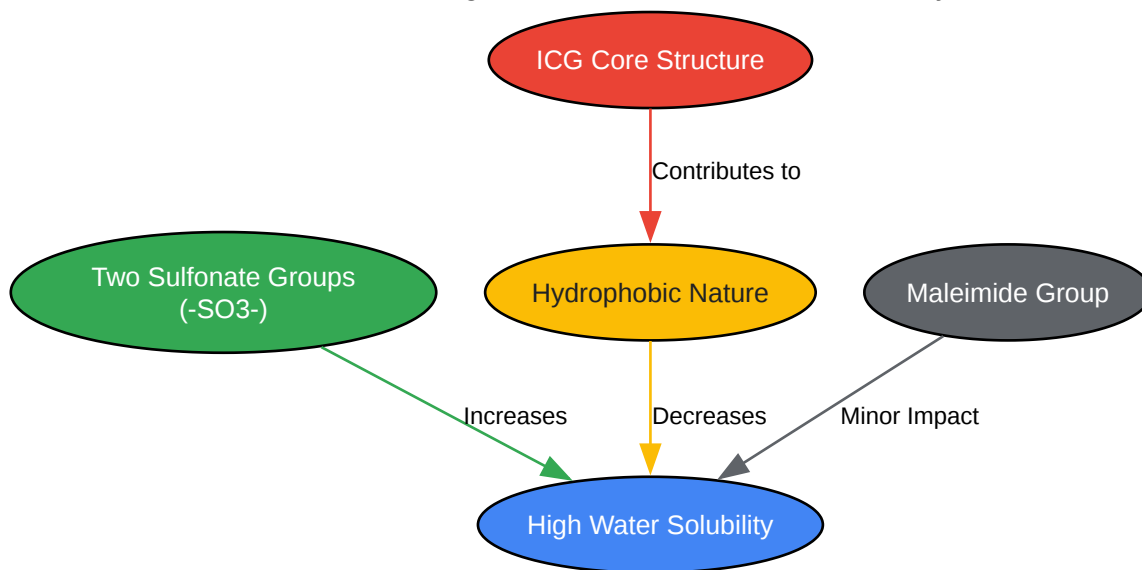 ICG Core Structure
Contributes to
Two Sulfonate Groups
(-SO3-)
Hydrophobic Nature
Maleimide Group
Increases
Decreases
Minor Impact
High Water Solubility